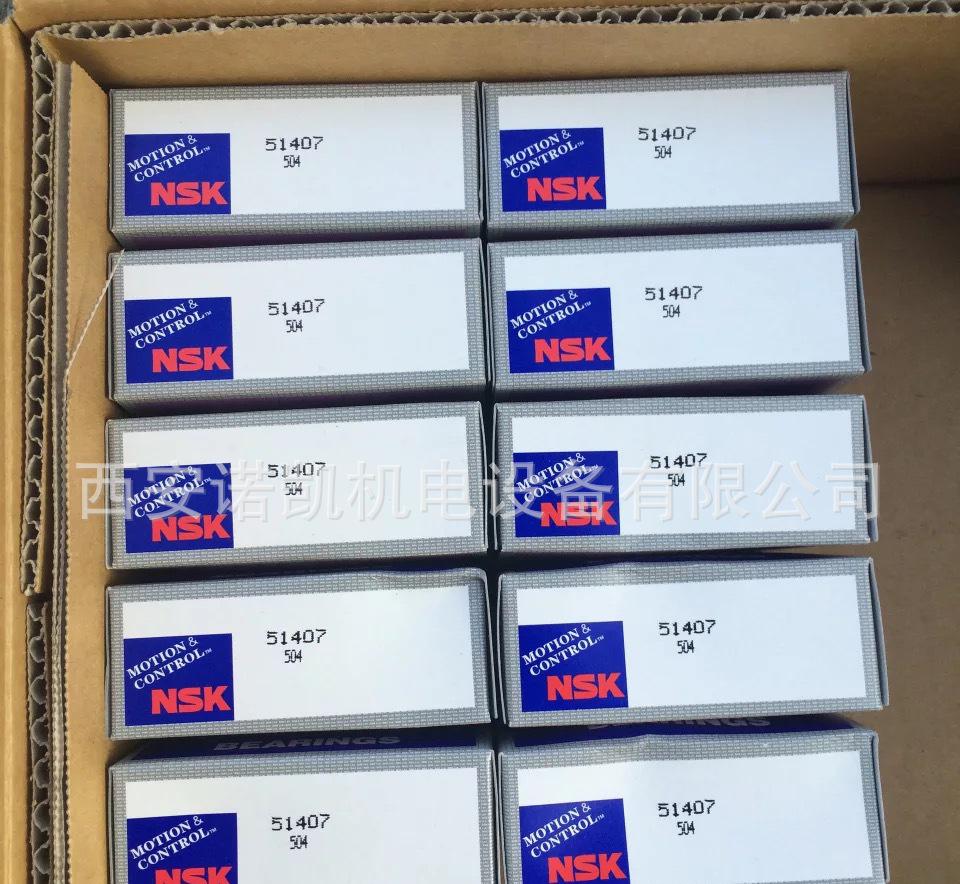 MOTION &
CONTROL™
NSK
51407
504
MOTION &
CONTROL™
NSK
51407
504
MOTION &
CONTROL™
NSK
51407
504
MOTION &
CONTROL™
NSK
51407
504
西安诺凯机电设备有限公司
MOTION &
CONTROL™
NSK
51407
504
MOTION &
CONTROL™
NSK
51407
504
MOTION &
CONTROL™
NSK
51407
504
MOTION &
CONTROL™
NSK
51407
504
BEARINGS
BEARINGS
MOTION &
CONTROL™
NSK
51407
504
MOTION &
CONTROL™
NSK
51407
504